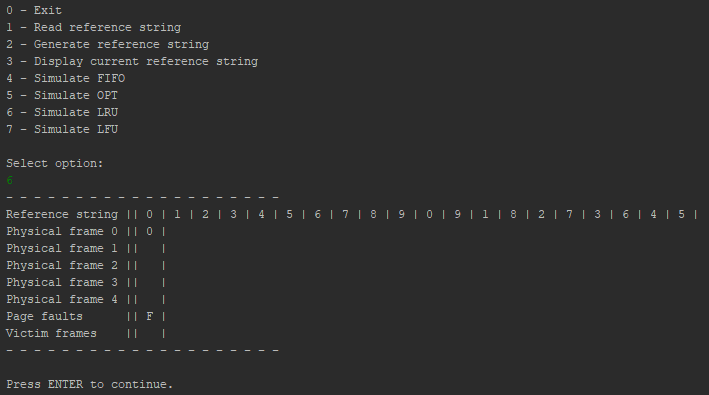 0 - Exit
1 - Read reference string
2 - Generate reference string
3 - Display current reference string
4 - Simulate FIFO
5 - Simulate OPT
6 - Simulate LRU
7 - Simulate LFU
Select option:
6
- - - - - - - - - - - - - - - - - - - -
Reference string || 0 | 1 | 2 | 3 | 4 | 5 | 6 | 7 | 8 | 9 | 0 | 9 | 1 | 8 | 2 | 7 | 3 | 6 | 4 | 5 |
Physical frame 0 || 0 |
Physical frame 1 ||   |
Physical frame 2 ||   |
Physical frame 3 ||   |
Physical frame 4 ||   |
Page faults      || F |
Victim frames    ||   |
- - - - - - - - - - - - - - - - - - - -
Press ENTER to continue.